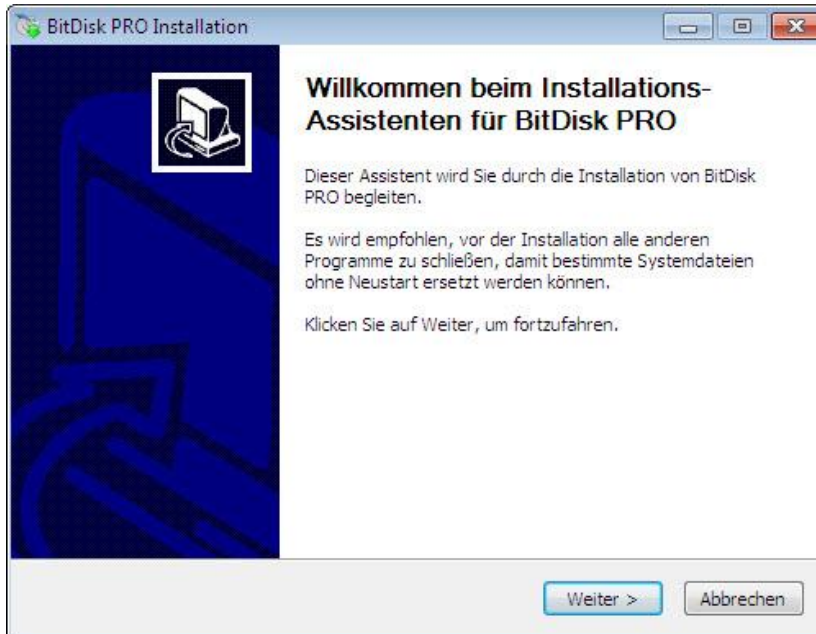 BitDisk PRO Installation
Willkommen beim Installations-
Assistenten für BitDisk PRO
Dieser Assistent wird Sie durch die Installation von BitDisk
PRO begleiten.
Es wird empfohlen, vor der Installation alle anderen
Programme zu schließen, damit bestimmte Systemdateien
ohne Neustart ersetzt werden können.
Klicken Sie auf Weiter, um fortzufahren.
Weiter >
Abbrechen